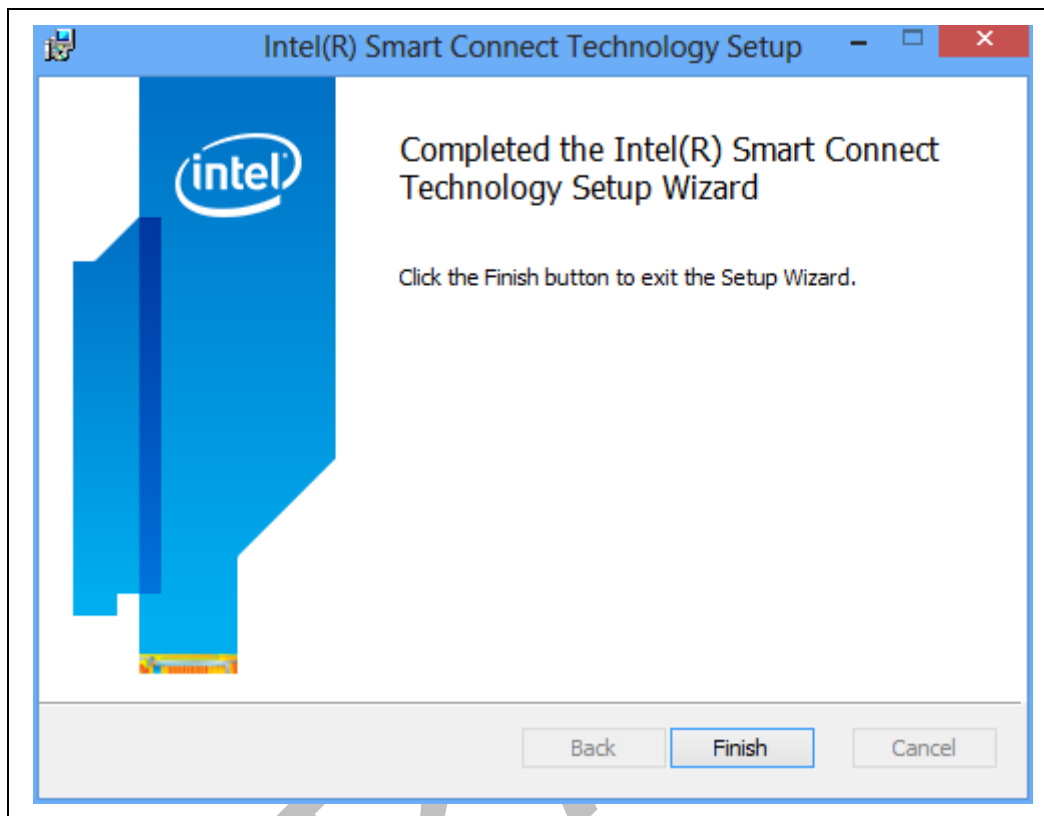 Intel(R) Smart Connect Technology Setup
intel
Completed the Intel(R) Smart Connect
Technology Setup Wizard
Click the Finish button to exit the Setup Wizard.
Back Finish Cancel